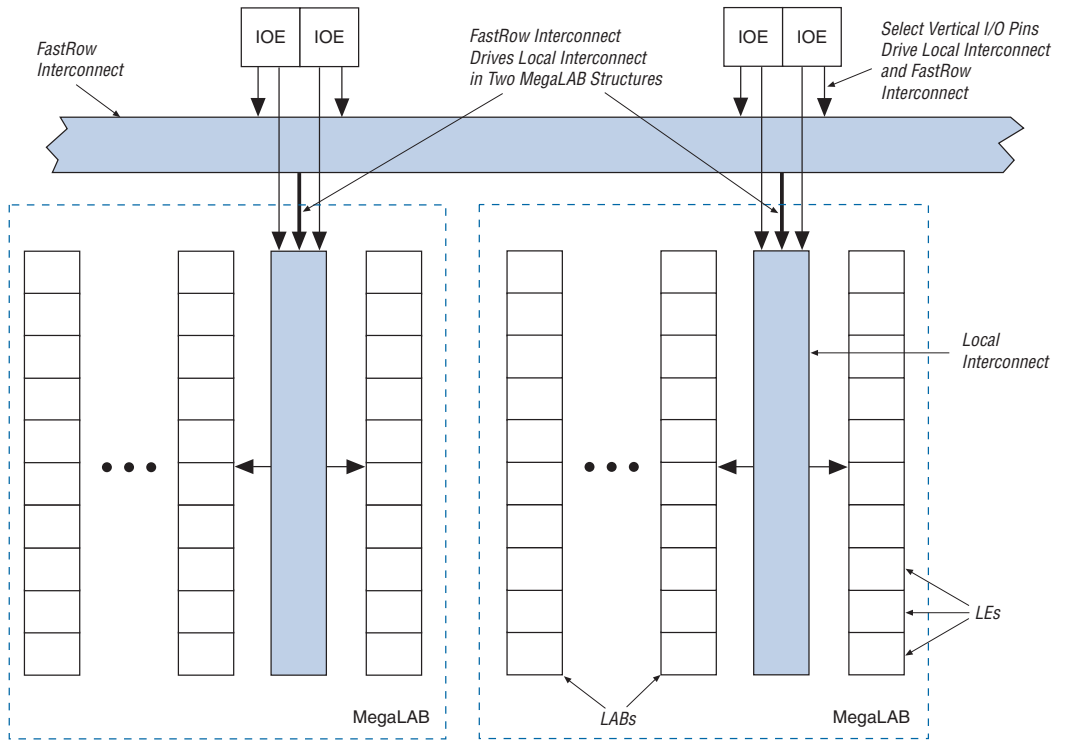 IOE IOE
IOE IOE
FastRow
Interconnect
FastRow Interconnect
Drives Local Interconnect
in Two MegaLAB Structures
Select Vertical I/O Pins
Drive Local Interconnect
and FastRow
Interconnect
Local
Interconnect
LEs
LABs
MegaLAB
MegaLAB